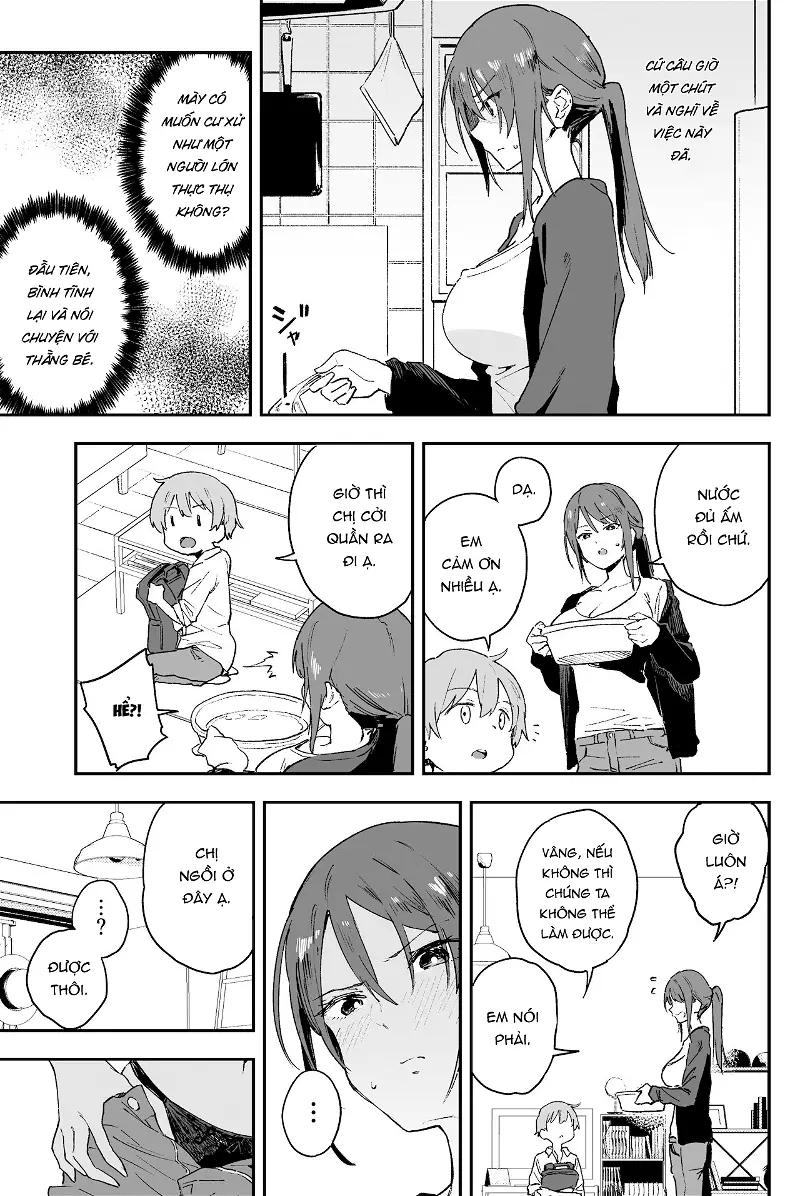 CỨ CÂU GIỜ
MỘT CHÚT
VÀ NGHĨ VỀ
VIỆC NÀY
ĐÃ.
MÀY CÓ
MUỐN CƯ XỬ
NHƯ MỘT
NGƯỜI LỚN
THỰC THỤ
KHÔNG?
ĐẦU TIÊN,
BÌNH TĨNH
LẠI VÀ NÓI
CHUYỆN VỚI
THẰNG BÉ.
ジャー
NƯỚC
ĐỦ ẤM
RỒI CHỨ.
DẠ.
EM
CẢM ƠN
NHIỀU Ạ.
GIỜ THÌ
CHỊ CỞI
QUẦN RA
ĐI Ạ.
HỂ?!
GIỜ
LUÔN
Á?!
VÂNG, NẾU
KHÔNG THÌ
CHÚNG TA
KHÔNG THỂ
LÀM ĐƯỢC.
EM NÓI
PHẢI.
...
CHỊ
NGỒI Ở
ĐÂY Ạ.
...?
ĐƯỢC
THÔI.